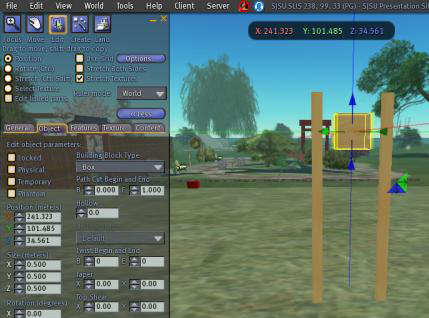 File Edit View World Tools Help Client Server SJSU SLIS 238, 99, 33 (PG) - SJSU Presentation Si
X: 241.323 Y: 101.485 Z: 34.561
Focus Move Edit Create Land
Drag to move, shift-drag to copy
Position
Use Grid
Options...
Rotate (Ctrl)
Stretch Both Sides
Stretch (Ctrl-Shift)
Stretch Textures
Select Texture
Edit linked parts
Ruler mode:
World
<< Less
General
Object
Features
Texture
Content
Edit object parameters:
Building Block Type
Locked
Box
Physical
Path Cut Begin and End
Temporary
B 0.000 E 1.000
Phantom
Hollow
0.0
Position (meters)
X 241.323
Y 101.485
Z 34.561
Default
Size (meters)
Twist Begin and End
X 0.500
B 0 E 0
Y 0.500
Taper
Z 0.500
X 0.00 Y 0.00
Rotation (degrees)
Top Shear
X 0.00
X 0.00 Y 0.00